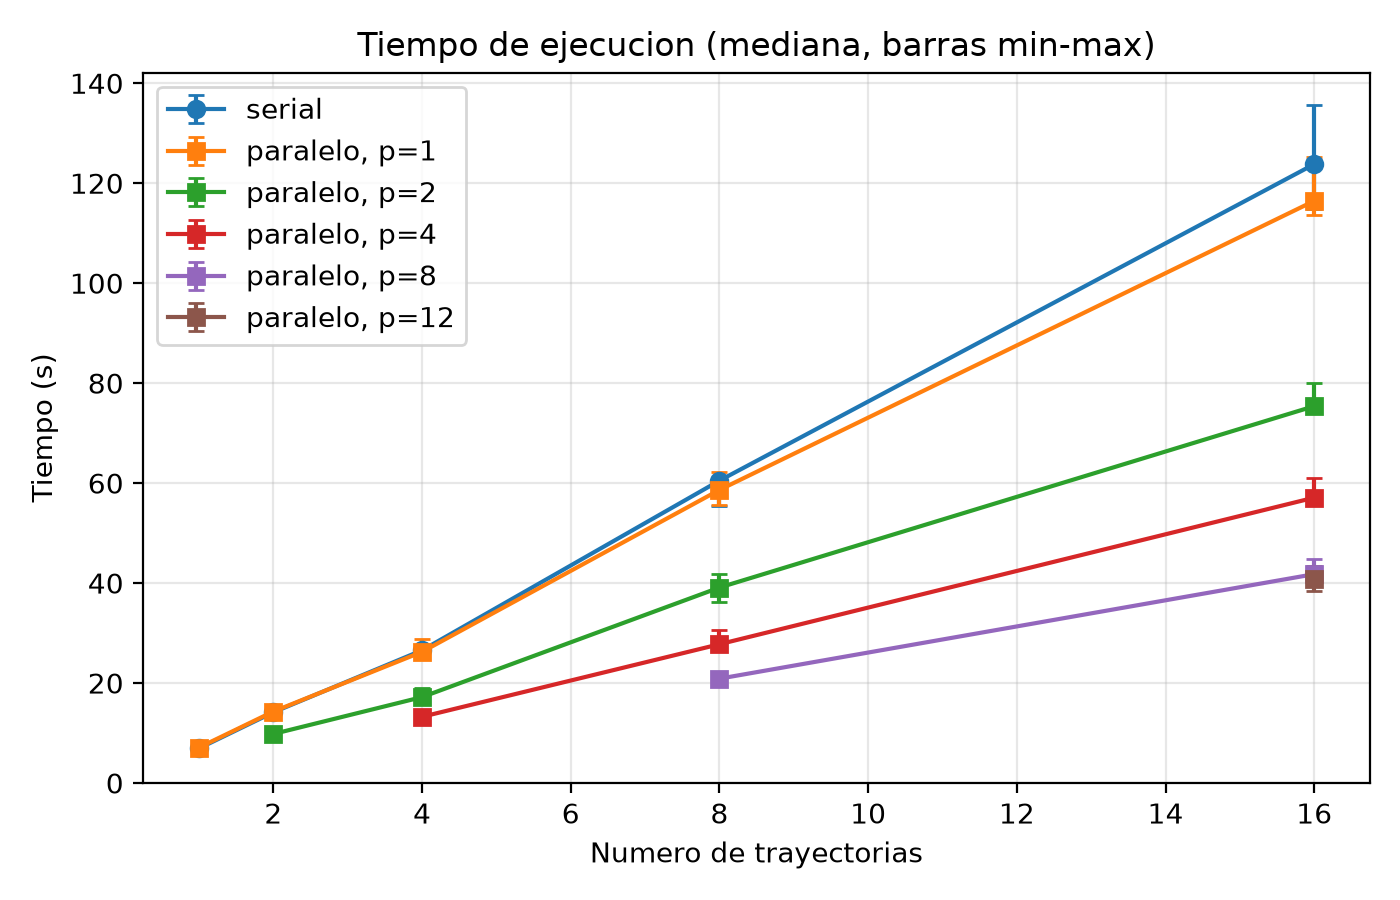 Tiempo de ejecucion (mediana, barras min-max)
140
120
100
80
60
40
20
0
Tiempo (s)
serial
paralelo, p=1
paralelo, p=2
paralelo, p=4
paralelo, p=8
paralelo, p=12
2 4 6 8 10 12 14 16
Numero de trayectorias